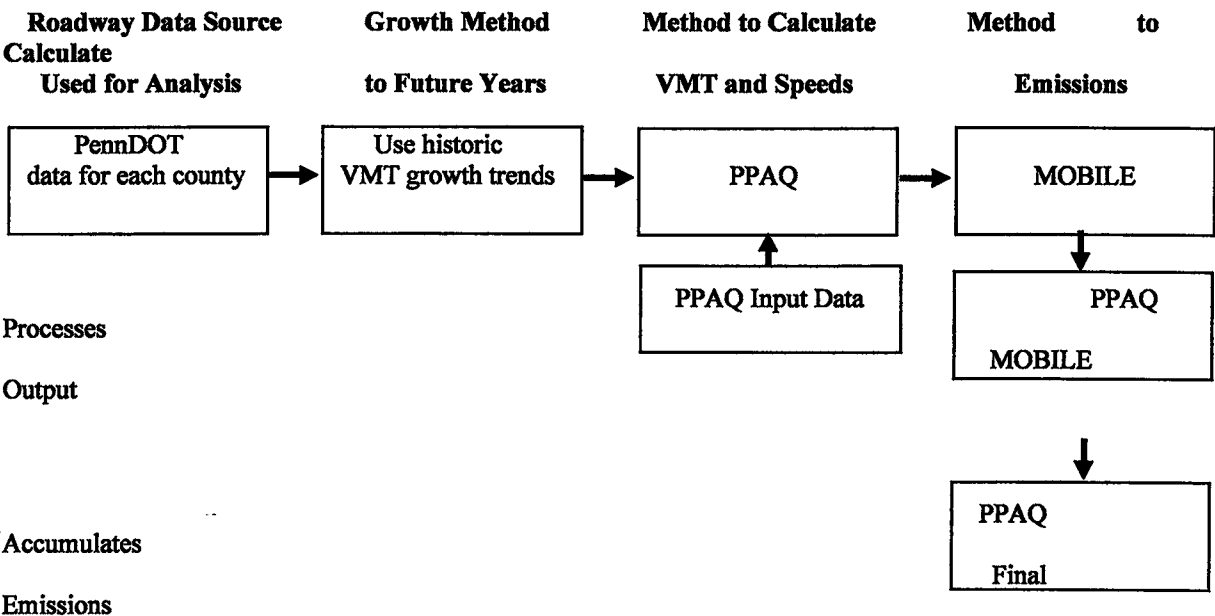 Roadway Data Source Growth Method Method to Calculate Method to
Calculate
Used for Analysis to Future Years VMT and Speeds Emissions
PennDOT
data for each county
Use historic
VMT growth trends
PPAQ
MOBILE
PPAQ Input Data
PPAQ
Processes
MOBILE
Output
PPAQ
Accumulates
Final
Emissions